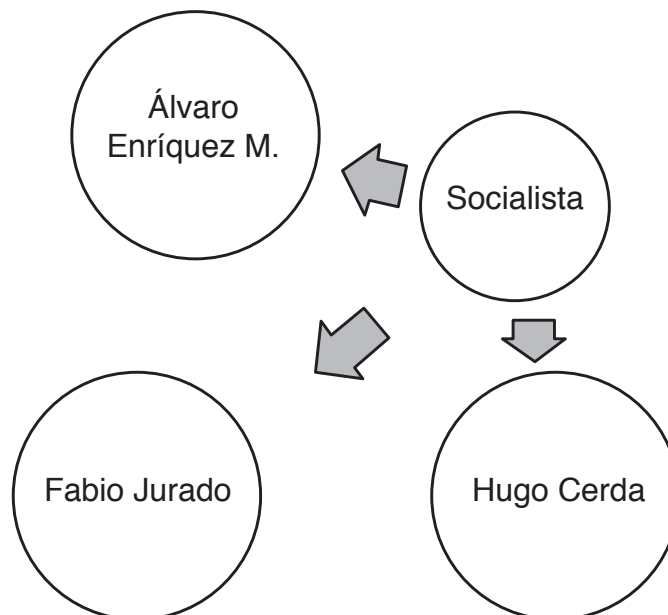 Álvaro
Enríquez M.
Socialista
Fabio Jurado
Hugo Cerda